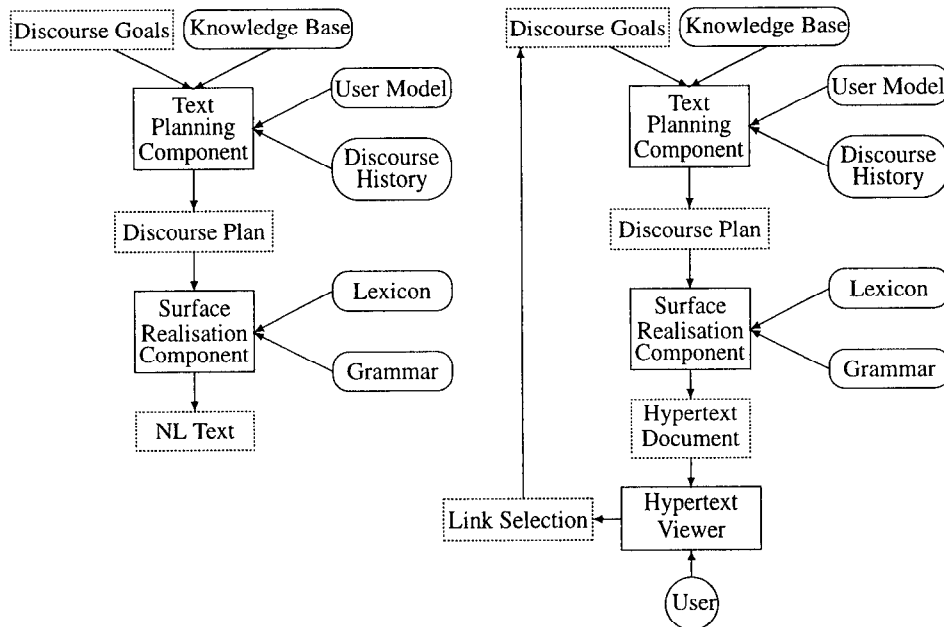 Discourse Goals
Knowledge Base
Text
Planning
Component
User Model
Discourse
History
Discourse Plan
Surface
Realisation
Component
Lexicon
Grammar
NL Text
Discourse Goals
Knowledge Base
Text
Planning
Component
User Model
Discourse
History
Discourse Plan
Surface
Realisation
Component
Lexicon
Grammar
Hypertext
Document
Link Selection
Hypertext
Viewer
User